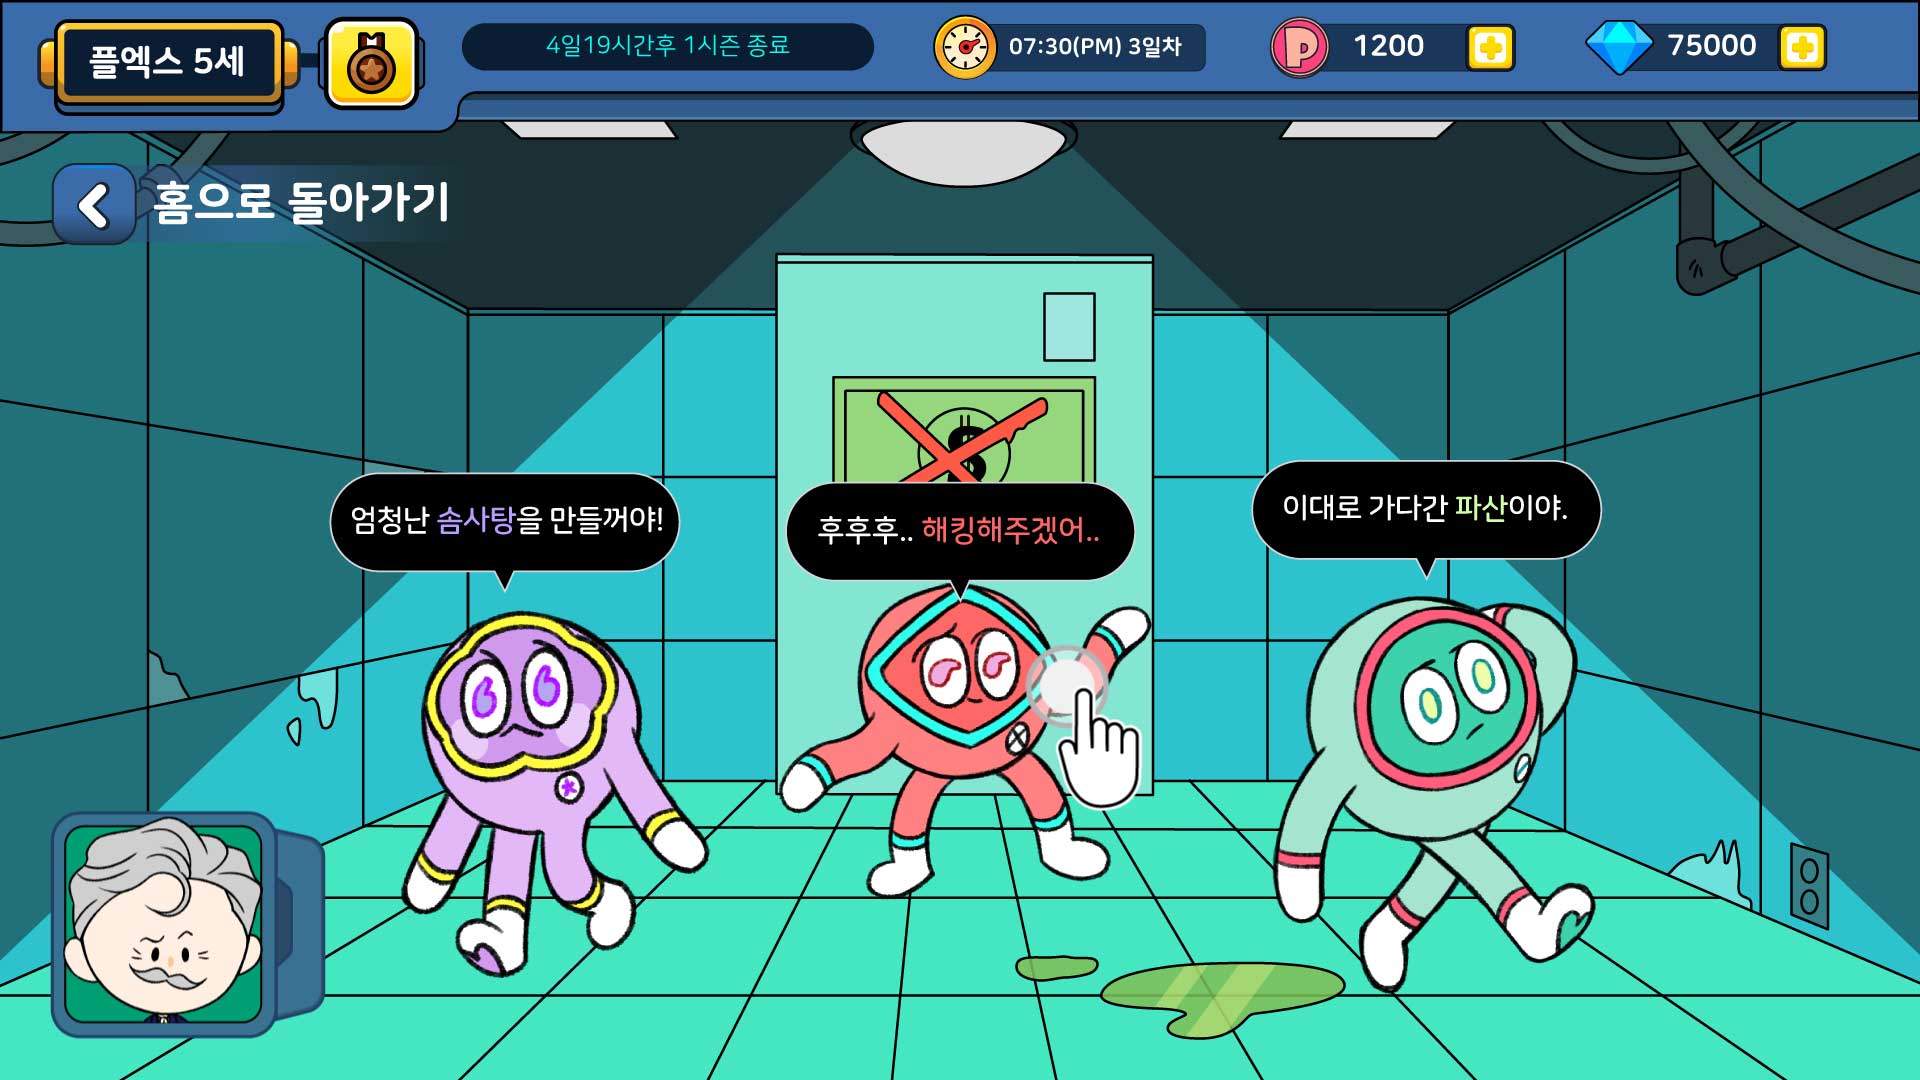 플엑스 5세
4일19시간후 1시즌 종료
07:30(PM) 3일차
P
1200
75000
홈으로 돌아가기
$
엄청난 솜사탕을 만들꺼야!
후후후.. 해킹해주겠어..
이대로 가다간 파산이야.